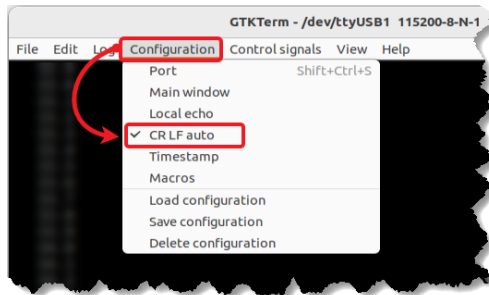 GTKTerm - /dev/ttyUSB1 115200-8-N-1
File Edit Log Configuration Control signals View Help
Port Shift+Ctrl+S
Main window
Local echo
CR LF auto
Timestamp
Macros
Load configuration
Save configuration
Delete configuration